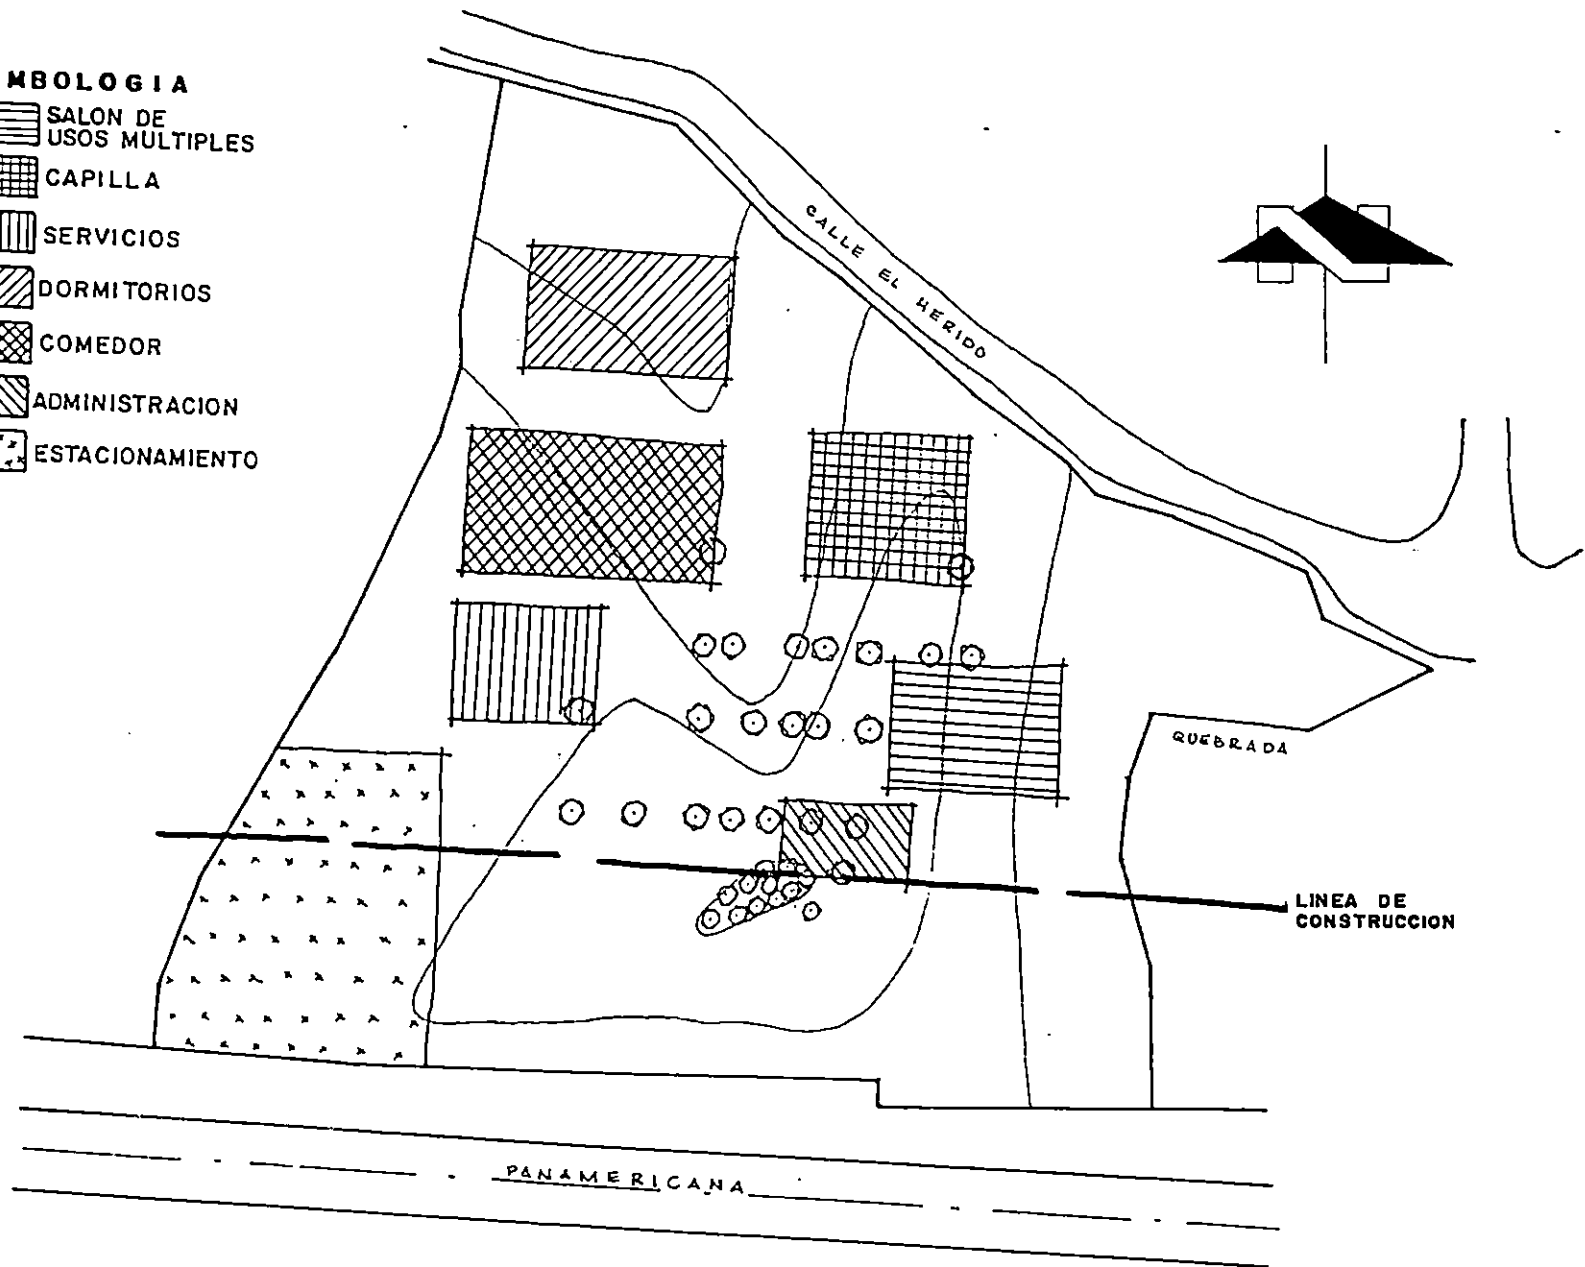 MBOLOGIA
SALON DE
USOS MULTIPLES
CAPILLA
SERVICIOS
DORMITORIOS
COMEDOR
ADMINISTRACION
ESTACIONAMIENTO
CALLE EL HERIDO
QUEBRADA
LINEA DE
CONSTRUCCION
PANAMERICANA